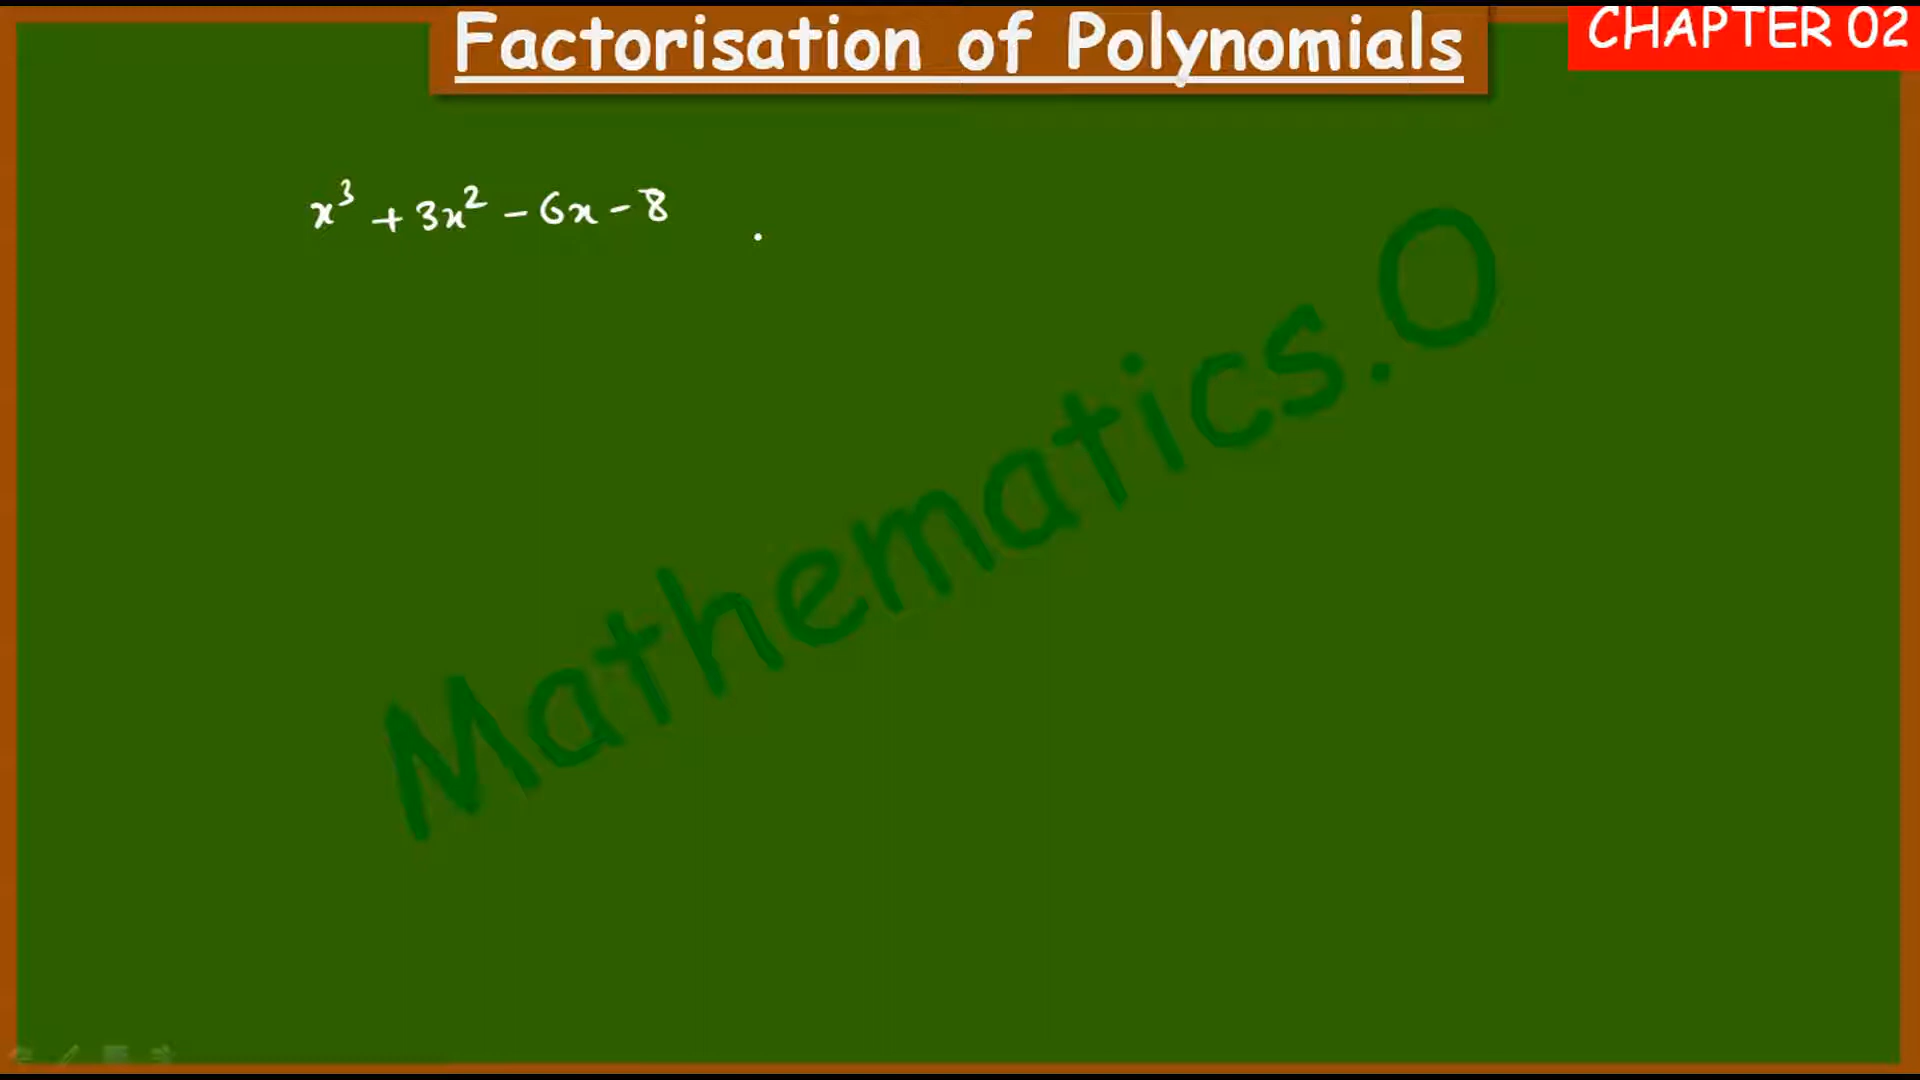 Factorisation of Polynomials
CHAPTER 02
x³ + 3x² - 6x - 8
Mathematics.O